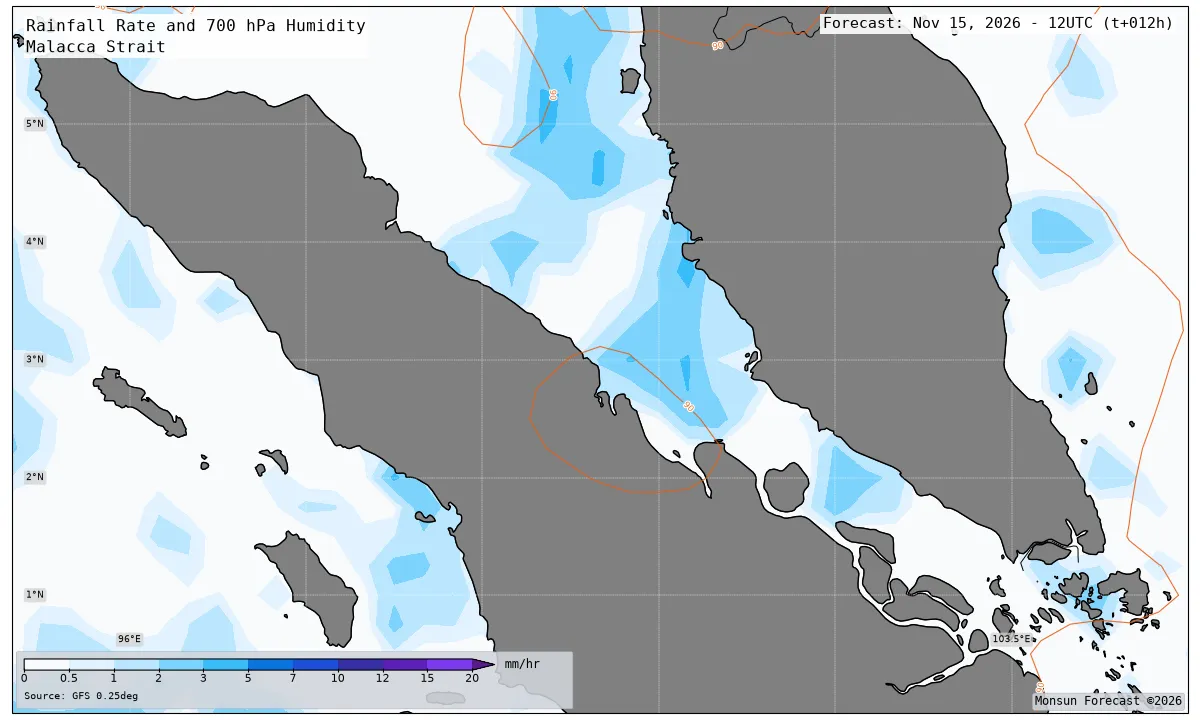 Rainfall Rate and 700 hPa Humidity
Malacca Strait
Forecast: Nov 15, 2026 - 12UTC (t+012h)
90
90
90
5°N
4°N
3°N
90
2°N
1°N
96°E
103.5°E
mm/hr
0 0.5 1 2 3 5 7 10 12 15 20
Source: GFS 0.25deg
90
Monsun Forecast ©2026